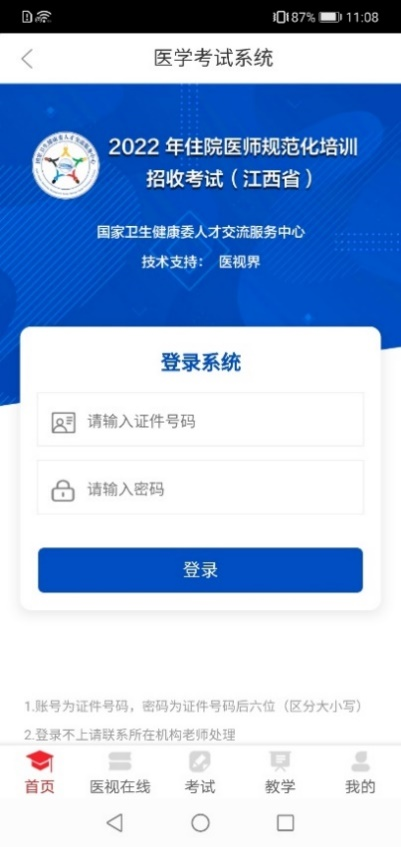 87% 11:08
医学考试系统
2022 年住院医师规范化培训
招收考试（江西省）
国家卫生健康委人才交流服务中心
技术支持： 医视界
登录系统
请输入证件号码
请输入密码
登录
1.账号为证件号码，密码为证件号码后六位（区分大小写）
2.登录不上请联系所在机构老师处理
首页 医视在线 考试 教学 我的